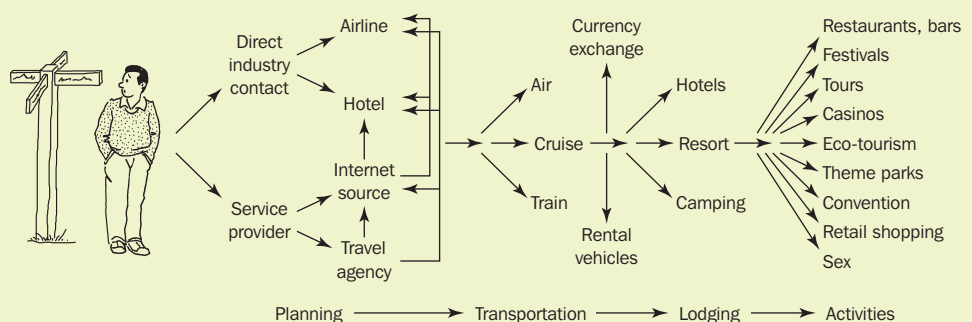 Direct
industry
contact
Service
provider
Airline
Hotel
Internet
source
Travel
agency
Air
Cruise
Train
Currency
exchange
Rental
vehicles
Hotels
Resort
Camping
Restaurants, bars
Festivals
Tours
Casinos
Eco-tourism
Theme parks
Convention
Retail shopping
Sex
Planning
Transportation
Lodging
Activities